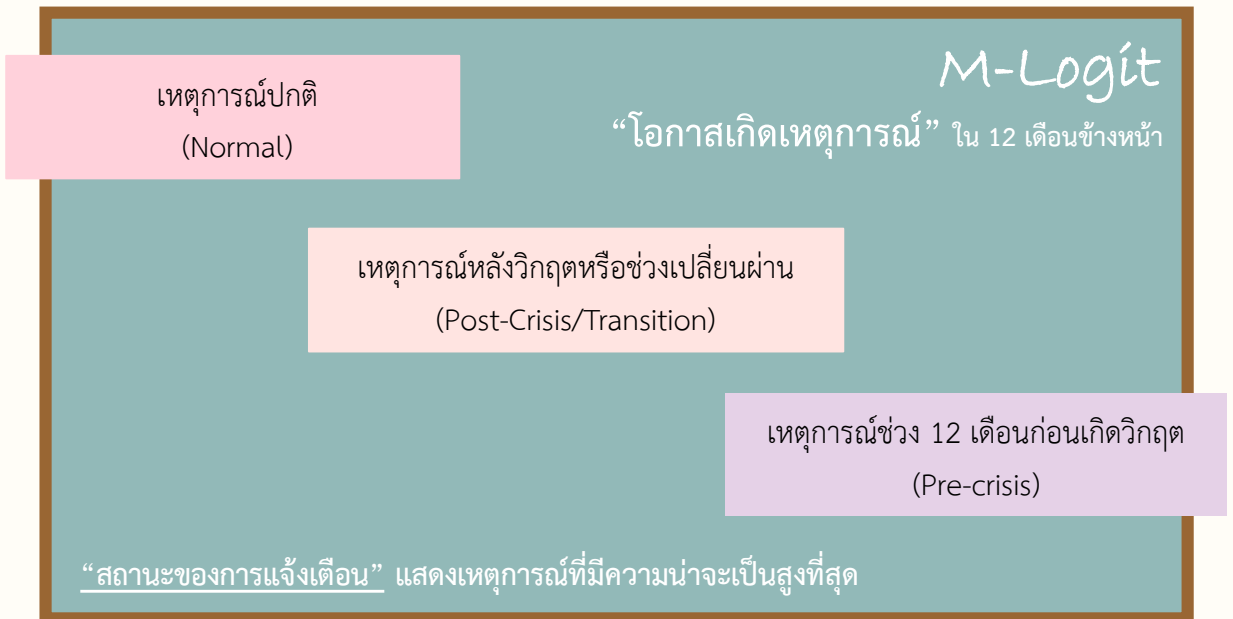 M-Logit
“โอกาสเกิดเหตุการณ์” ใน 12 เดือนข้างหน้า
เหตุการณ์ปกติ
(Normal)
เหตุการณ์หลังวิกฤตหรือช่วงเปลี่ยนผ่าน
(Post-Crisis/Transition)
เหตุการณ์ช่วง 12 เดือนก่อนเกิดวิกฤต
(Pre-crisis)
“สถานะของการแจ้งเตือน” แสดงเหตุการณ์ที่มีความน่าจะเป็นสูงที่สุด